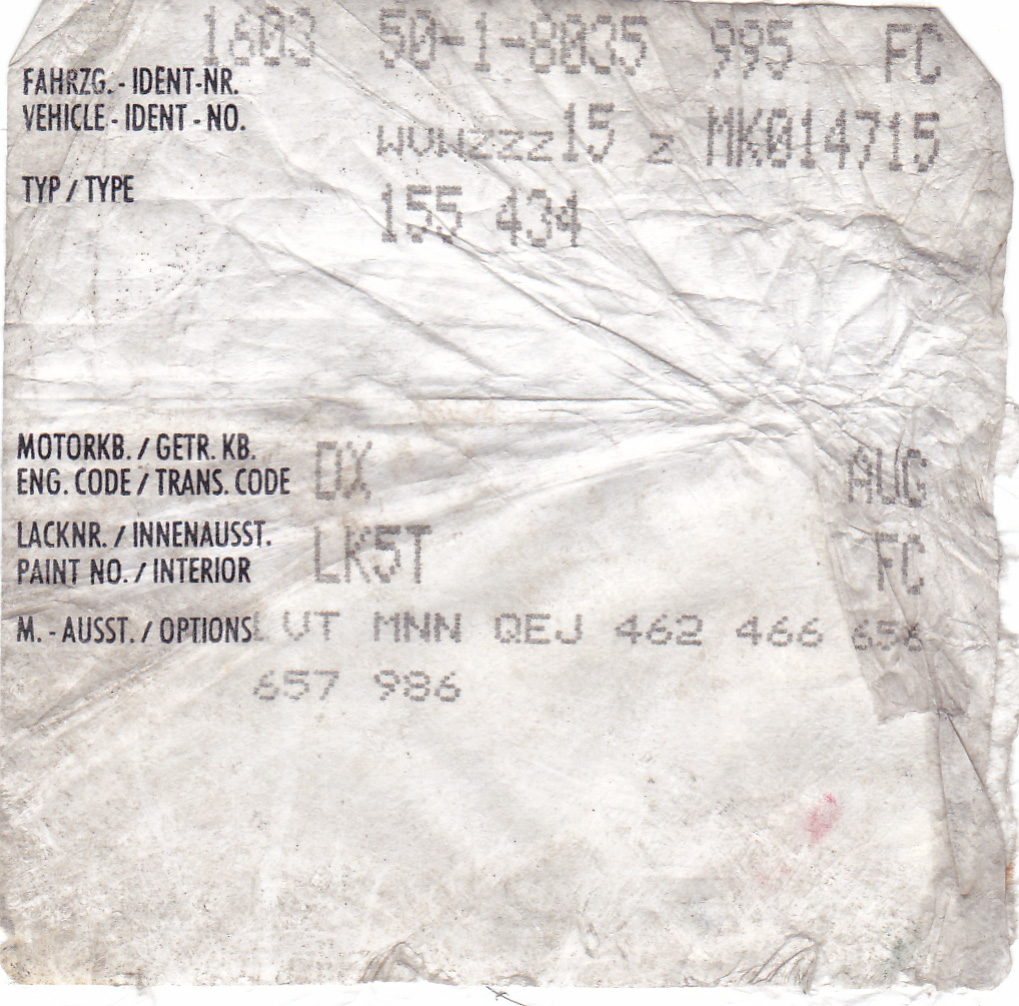 1603 50-1-8035 995 FC
FAHRZG. - IDENT-NR.
VEHICLE - IDENT - NO.
WVWZZZ15 Z MK014715
TYP / TYPE 155 434
MOTORKB. / GETR. KB.
ENG. CODE / TRANS. CODE DX AUG
LACKNR. / INNENAUSST.
PAINT NO. / INTERIOR LK5T FC
M. - AUSST. / OPTIONS LVT MNN QEJ 462 466 656
657 986